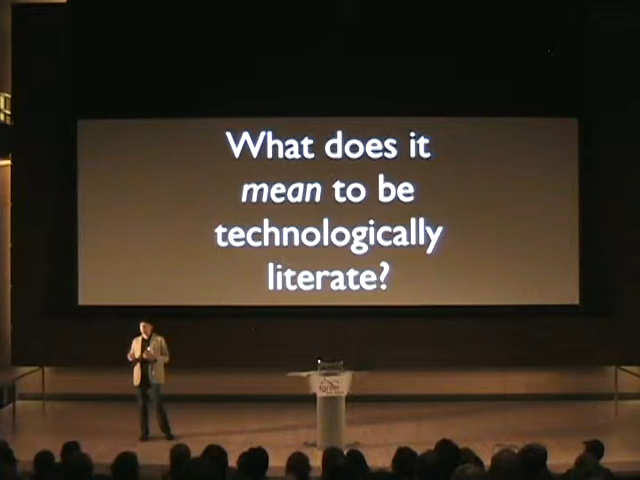 What does it
mean to be
technologically
literate?